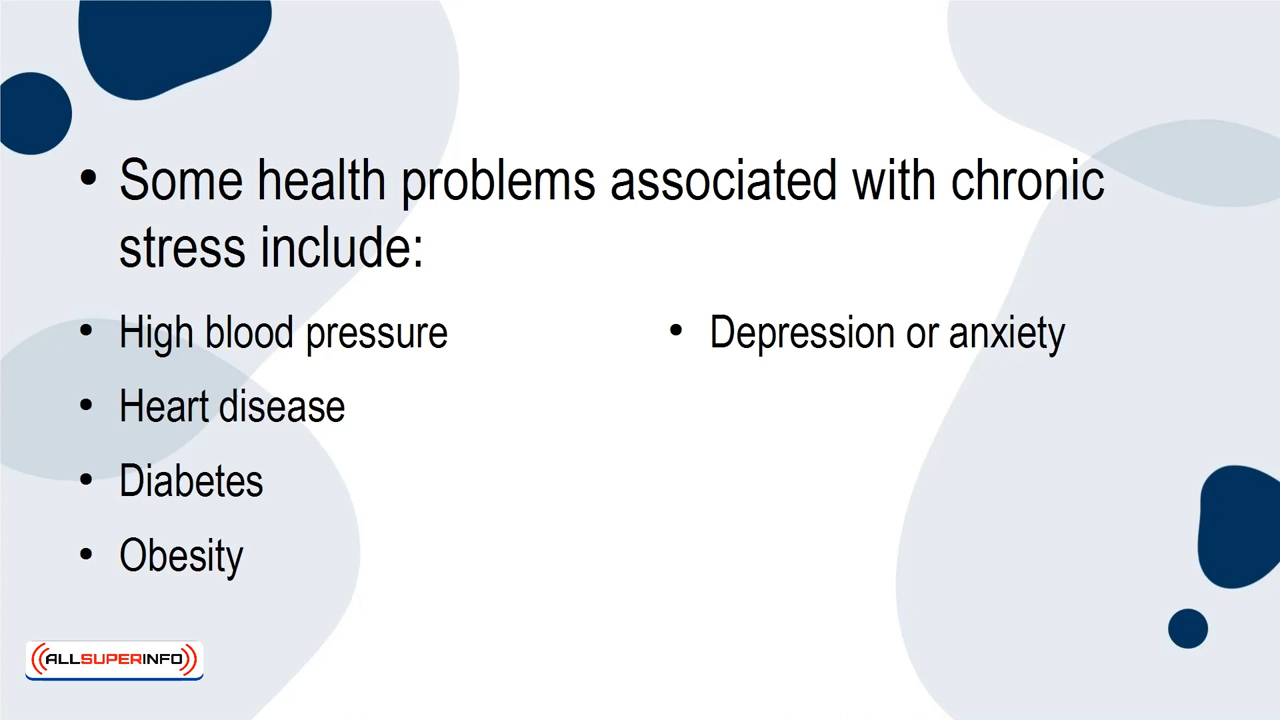 • Some health problems associated with chronic
stress include:
• High blood pressure
• Heart disease
• Diabetes
• Obesity
• Depression or anxiety
ALLSUPERINFO